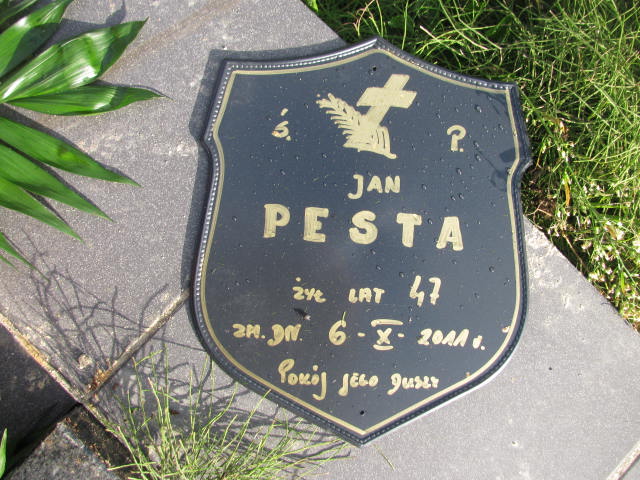 Ś. P.
JAN
PESTA
ŻYŁ LAT 47
ZM. DN. 6-X-2011 r.
POKÓJ JEGO DUSZY